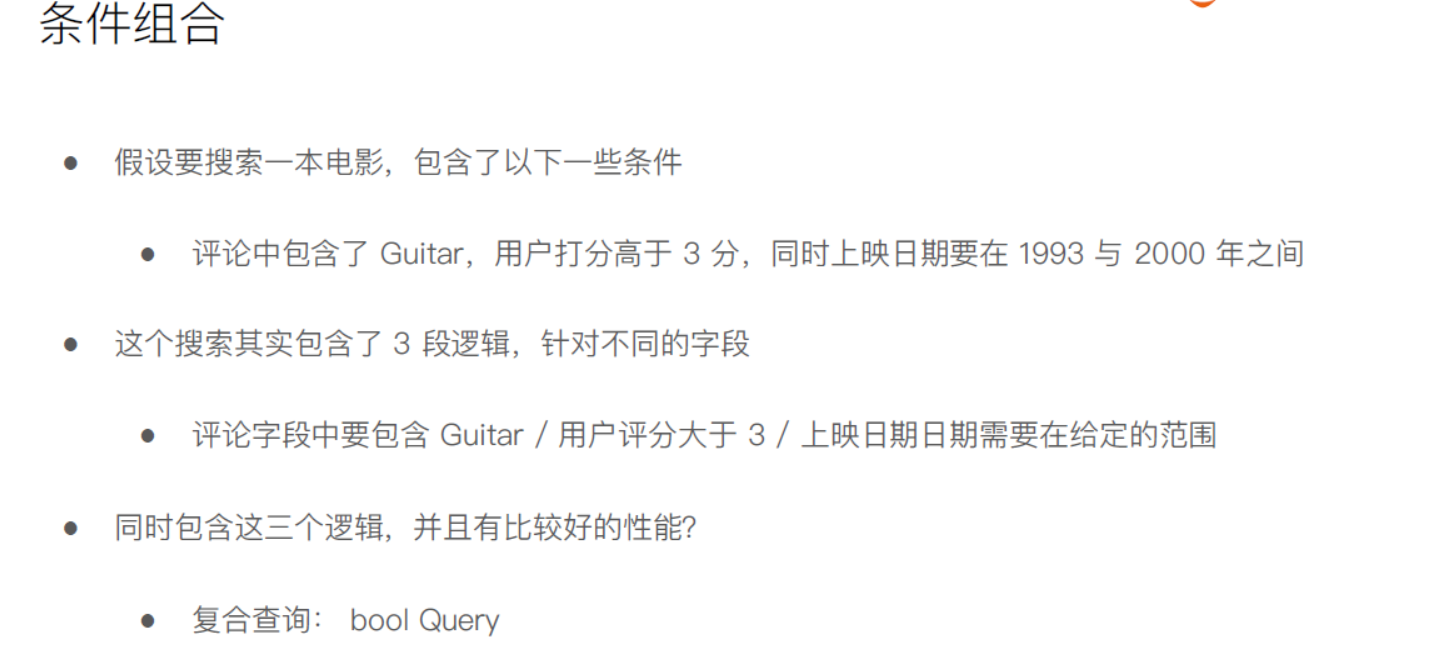 条件组合
假设要搜索一本电影，包含了以下一些条件
评论中包含了 Guitar，用户打分高于 3 分，同时上映日期要在 1993 与 2000 年之间
这个搜索其实包含了 3 段逻辑，针对不同的字段
评论字段中要包含 Guitar / 用户评分大于 3 / 上映日期日期需要在给定的范围
同时包含这三个逻辑，并且有比较好的性能？
复合查询： bool Query